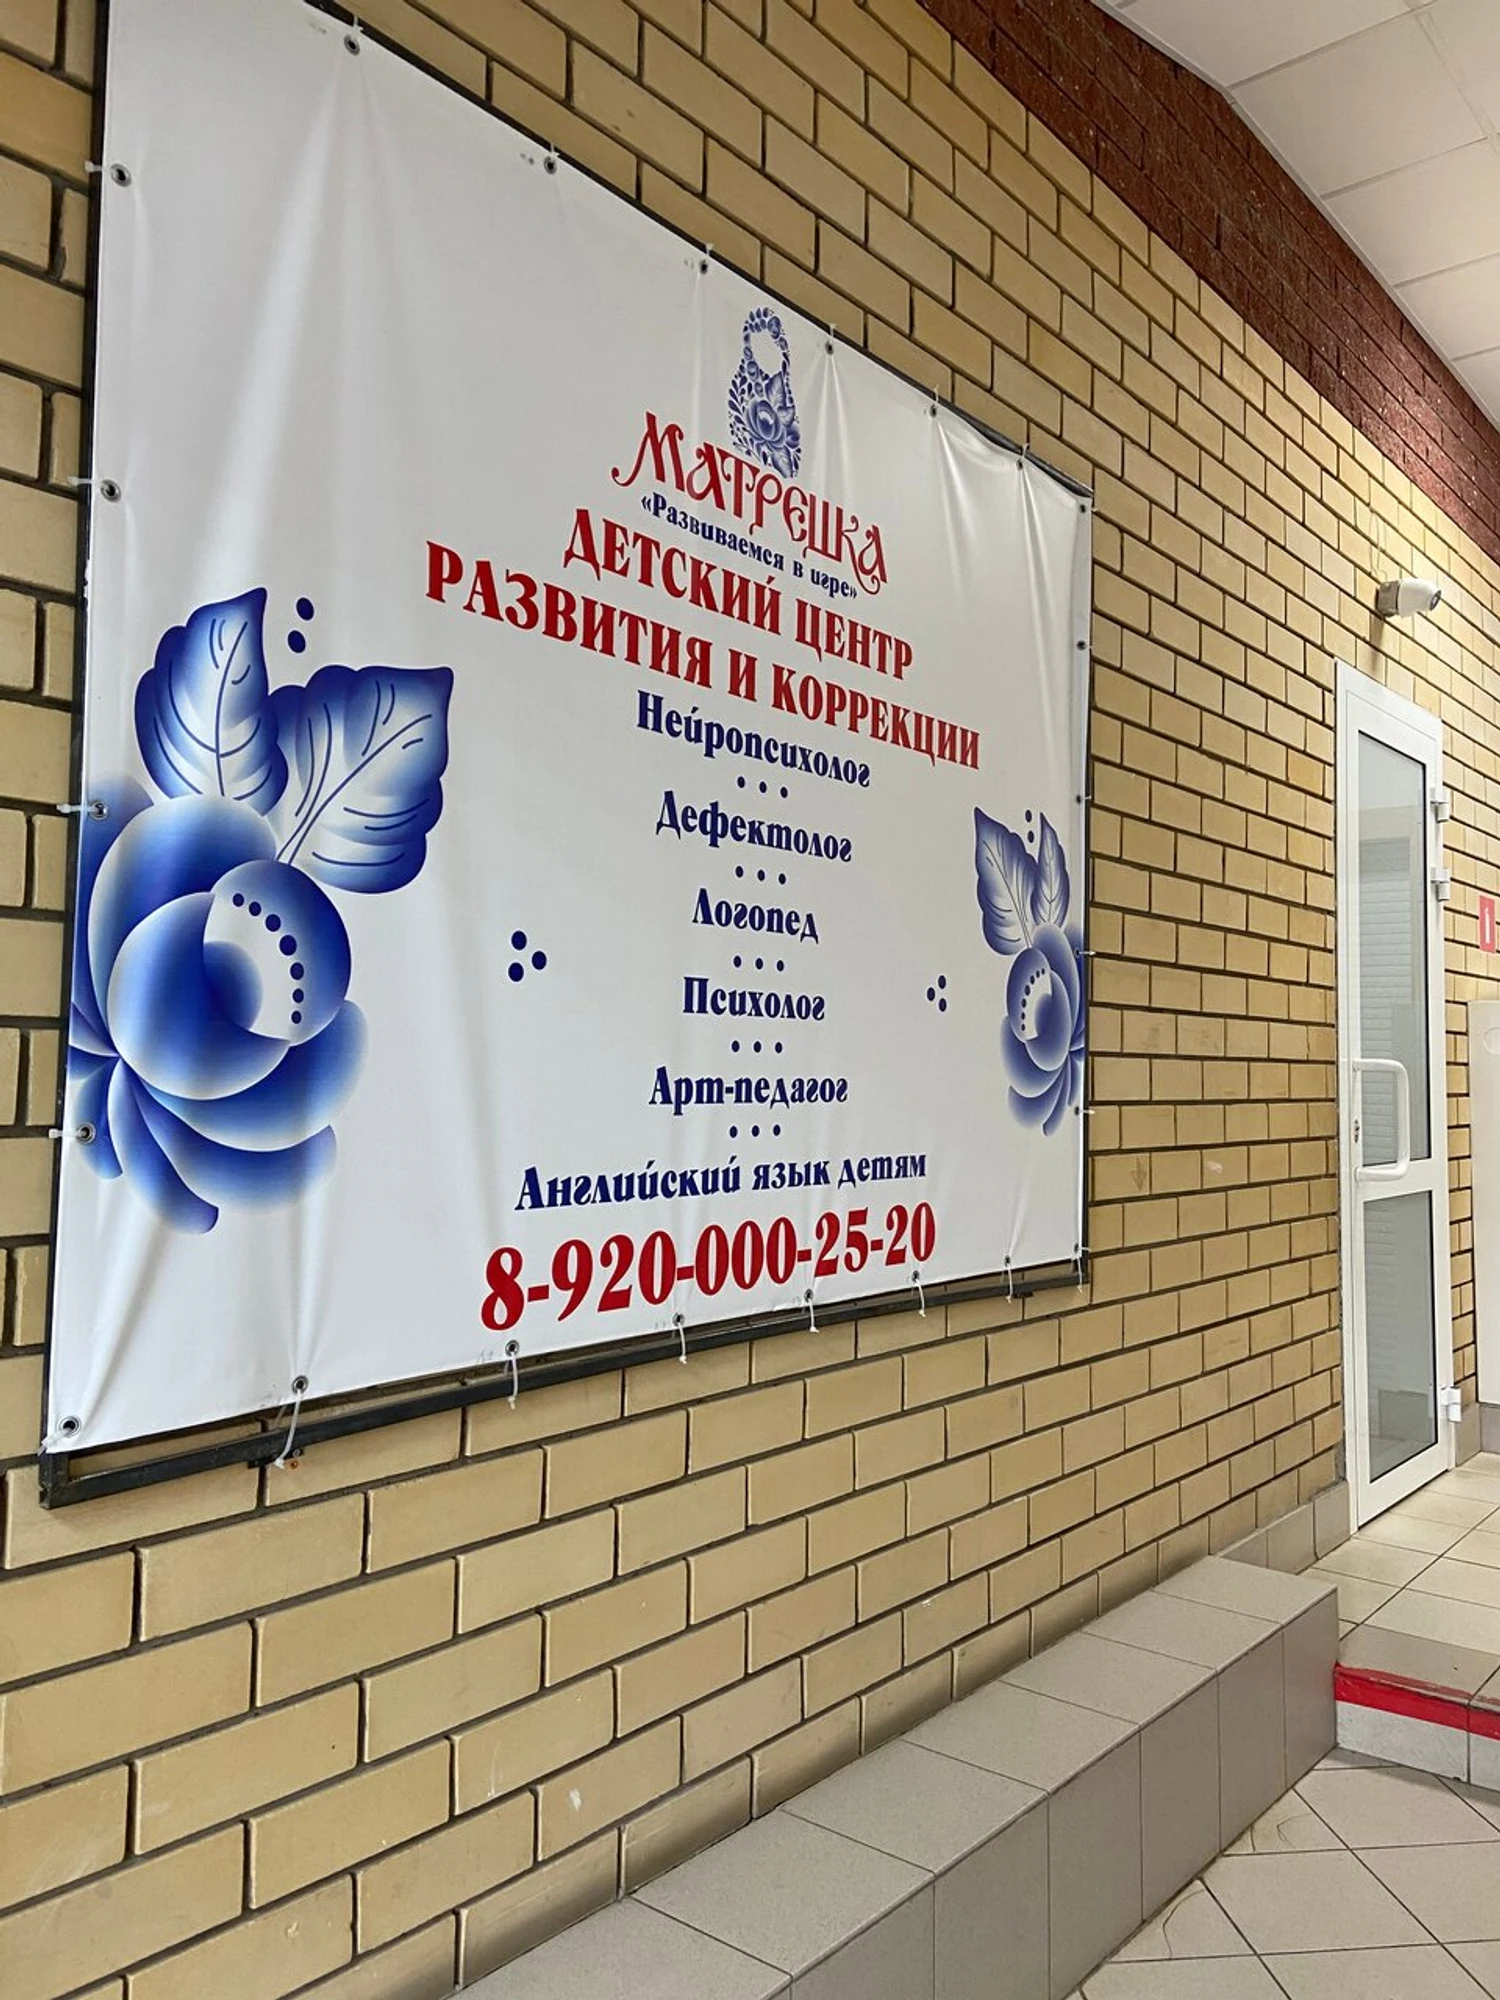 Матрешка
«Развиваемся в игре»
ДЕТСКИЙ ЦЕНТР
РАЗВИТИЯ И КОРРЕКЦИИ
Нейропсихолог
Дефектолог
Логопед
Психолог
Арт-педагог
Английский язык детям
8-920-000-25-20